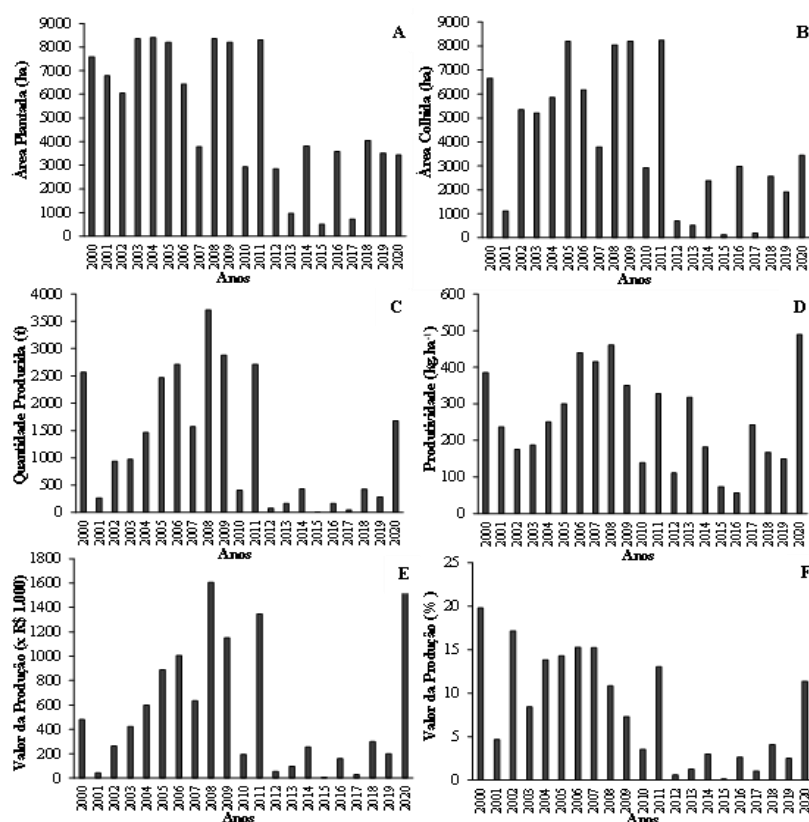 A
Àrea Plantada (ha)
9000
8000
7000
6000
5000
4000
3000
2000
1000
0
2000 2001 2002 2003 2004 2005 2006 2007 2008 2009 2010 2011 2012 2013 2014 2015 2016 2017 2018 2019 2020
Anos
B
Àrea Colhida (ha)
9000
8000
7000
6000
5000
4000
3000
2000
1000
0
2000 2001 2002 2003 2004 2005 2006 2007 2008 2009 2010 2011 2012 2013 2014 2015 2016 2017 2018 2019 2020
Anos
C
Quantidade Produzida (t)
4000
3500
3000
2500
2000
1500
1000
500
0
2000 2001 2002 2003 2004 2005 2006 2007 2008 2009 2010 2011 2012 2013 2014 2015 2016 2017 2018 2019 2020
Anos
D
Produtividade (kg.ha⁻¹)
600
500
400
300
200
100
0
2000 2001 2002 2003 2004 2005 2006 2007 2008 2009 2010 2011 2012 2013 2014 2015 2016 2017 2018 2019 2020
Anos
E
Valor da Produção (x R$ 1.000)
1800
1600
1400
1200
1000
800
600
400
200
0
2000 2001 2002 2003 2004 2005 2006 2007 2008 2009 2010 2011 2012 2013 2014 2015 2016 2017 2018 2019 2020
Anos
F
Valor da Produção (% )
25
20
15
10
5
0
2000 2001 2002 2003 2004 2005 2006 2007 2008 2009 2010 2011 2012 2013 2014 2015 2016 2017 2018 2019 2020
Anos